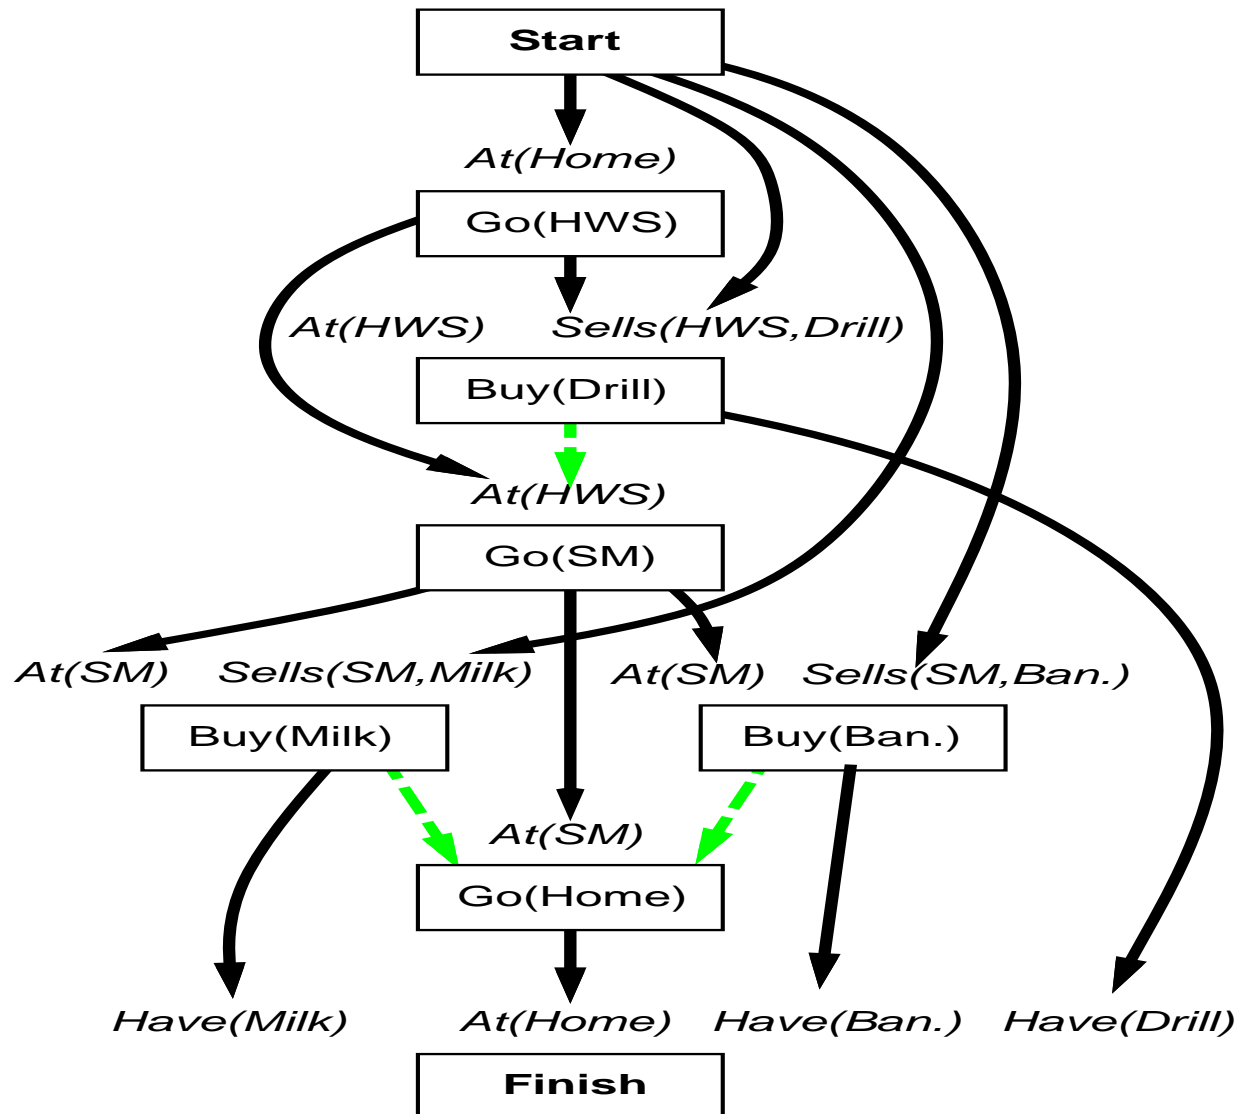 Start
At(Home)
Go(HWS)
At(HWS) Sells(HWS,Drill)
Buy(Drill)
At(HWS)
Go(SM)
At(SM) Sells(SM,Milk) At(SM) Sells(SM,Ban.)
Buy(Milk) Buy(Ban.)
At(SM)
Go(Home)
Have(Milk) At(Home) Have(Ban.) Have(Drill)
Finish